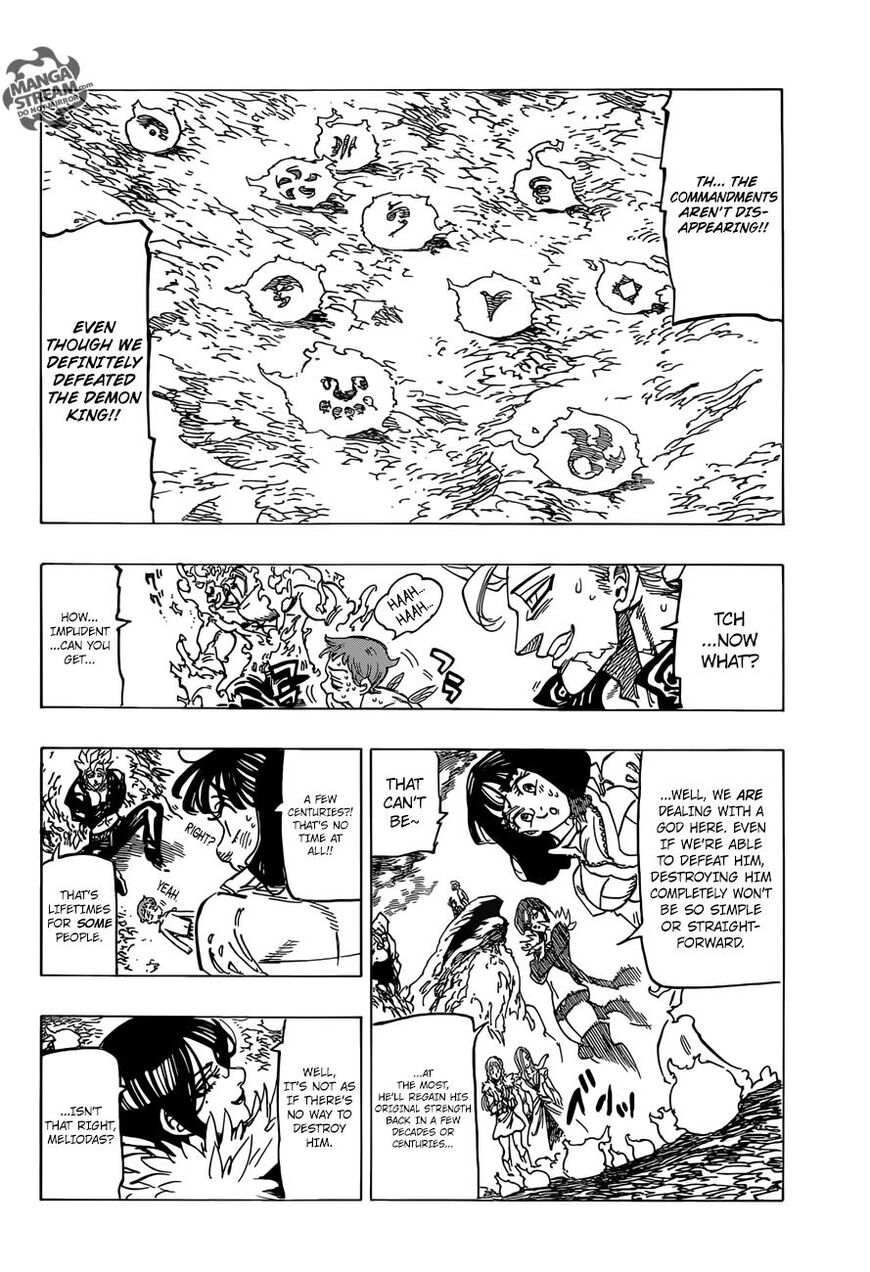 MANGA
STREAM.com
DO NOT MIRROR
TH... THE
COMMANDMENTS
AREN'T DIS-
APPEARING!!
EVEN
THOUGH WE
DEFINITELY
DEFEATED
THE DEMON
KING!!
TCH
...NOW
WHAT?
HAAH...
HAAH...
HOW...
IMPUDENT
...CAN YOU
GET...
...WELL, WE ARE
DEALING WITH A
GOD HERE. EVEN
IF WE'RE ABLE
TO DEFEAT HIM,
DESTROYING HIM
COMPLETELY WON'T
BE SO SIMPLE
OR STRAIGHT-
FORWARD.
THAT
CAN'T
BE~
...AT
THE MOST,
HE'LL REGAIN HIS
ORIGINAL STRENGTH
BACK IN A FEW
DECADES OR
CENTURIES...
A FEW
CENTURIES?!
THAT'S NO
TIME AT
ALL!!
RIGHT?
YEAH.
THAT'S
LIFETIMES
FOR SOME
PEOPLE.
WELL,
IT'S NOT AS
IF THERE'S
NO WAY TO
DESTROY
HIM.
...ISN'T
THAT RIGHT,
MELIODAS?